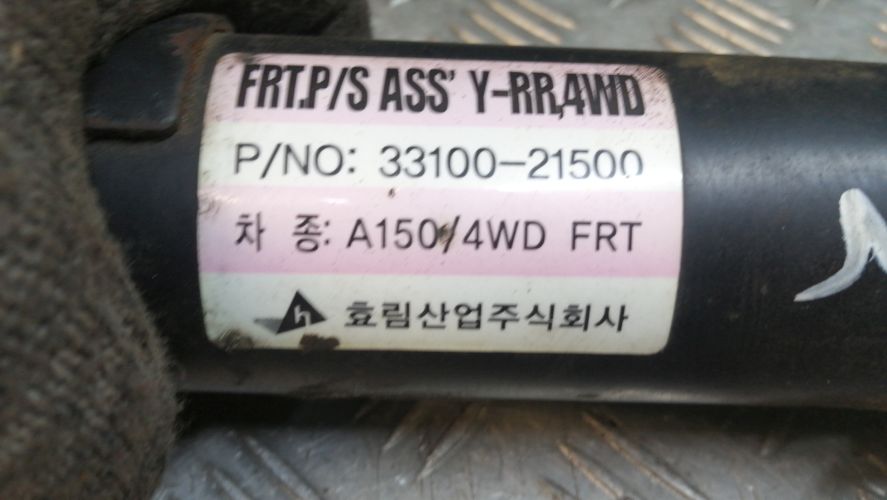 FRT.P/S ASS' Y-RR,4WD
P/NO: 33100-21500
차 종: A150/4WD FRT
효림산업주식회사